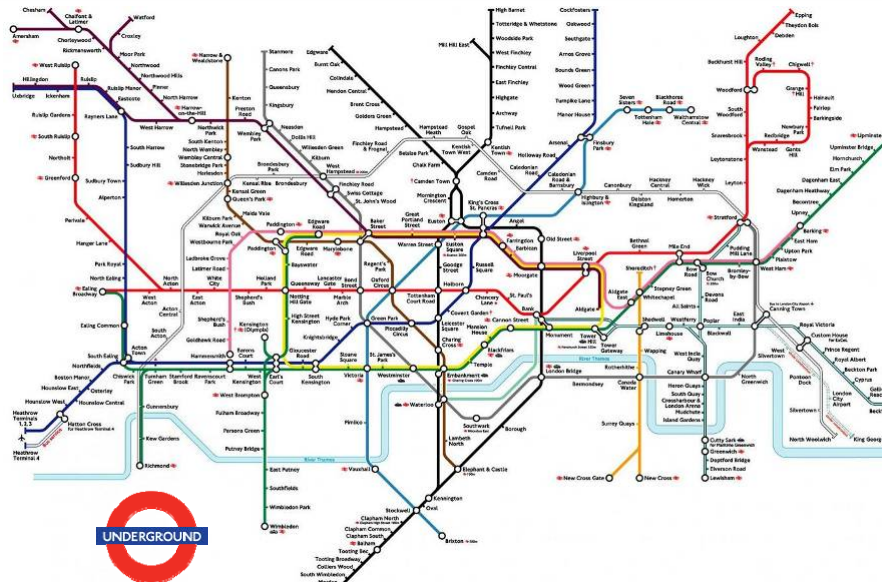 Chesham
Chalfont &
Latimer
Watford
Croxley
Amersham
Chorleywood
Rickmansworth
Moor Park
Northwood
Northwood Hills
Pinner
North Harrow
Harrow-
on-the-Hill
West Harrow
Northwick
Park
Harrow &
Wealdstone
Kenton
Preston
Road
South Kenton
North Wembley
Wembley Central
Stonebridge Park
Harlesden
Willesden Junction
Kensal Green
Queen's Park
Kilburn Park
Maida Vale
Warwick Avenue
Royal Oak
Westbourne Park
Ladbroke Grove
Latimer Road
West Ruislip
Ruislip Gardens
South Ruislip
Northolt
Greenford
Perivale
Hanger Lane
Hillingdon
Uxbridge
Ickenham
Ruislip
Ruislip Manor
Eastcote
Rayners Lane
South Harrow
Sudbury Hill
Sudbury Town
Alperton
Park Royal
North Ealing
Ealing
Broadway
West
Acton
North
Acton
East
Acton
White
City
Shepherd's
Bush
Holland
Park
Notting
Hill Gate
Queensway
Lancaster
Gate
Marble
Arch
Bond
Street
Oxford
Circus
Tottenham
Court Road
Holborn
Chancery
Lane
St. Paul's
Bank
Stanmore
Canons Park
Queensbury
Kingsbury
Wembley
Park
Neasden
Dollis Hill
Willesden Green
Kilburn
West
Hampstead
Finchley Road
Swiss Cottage
St. John's Wood
Baker
Street
Brondesbury
Park
Kensal Rise
Brondesbury
Finchley Road
& Frognal
Hampstead
Heath
Gospel
Oak
Kentish
Town West
Camden
Road
Edgware
Burnt Oak
Colindale
Hendon Central
Brent Cross
Golders Green
Hampstead
Belsize Park
Chalk Farm
Camden Town
Mornington
Crescent
Euston
High Barnet
Totteridge & Whetstone
Woodside Park
Mill Hill East
West Finchley
Finchley Central
East Finchley
Highgate
Archway
Tufnell Park
Kentish
Town
Cockfosters
Oakwood
Southgate
Arnos Grove
Bounds Green
Wood Green
Turnpike Lane
Manor House
Arsenal
Finsbury
Park
Holloway Road
Caledonian
Road
Caledonian
Road &
Barnsbury
Highbury &
Islington
Seven
Sisters
Blackhorse
Road
Tottenham
Hale
Walthamstow
Central
Canonbury
Dalston
Kingsland
Hackney
Central
Homerton
Hackney
Wick
Epping
Theydon Bois
Debden
Loughton
Buckhurst Hill
Roding
Valley
Chigwell
Grange
Hill
Hainault
Fairlop
Barkingside
Newbury
Park
Gants
Hill
Redbridge
Wanstead
Woodford
South
Woodford
Snaresbrook
Leytonstone
Leyton
Stratford
Upminster
Upminster Bridge
Hornchurch
Elm Park
Dagenham East
Dagenham Heathway
Becontree
Upney
Barking
East Ham
Upton Park
Plaistow
West Ham
Pudding
Mill Lane
Bow
Road
Bow
Church
Bromley-
by-Bow
Mile End
Bethnal
Green
Stepney Green
Whitechapel
Shoreditch
Aldgate
East
Aldgate
Liverpool
Street
Moorgate
Old Street
Angel
King's Cross
St. Pancras
Farringdon
Barbican
Great
Portland
Street
Euston
Square
Warren Street
Goodge
Street
Russell
Square
Regent's
Park
Paddington
Edgware
Road
Marylebone
Bayswater
High Street
Kensington
Kensington
(Olympia)
Goldhawk Road
Hammersmith
Barons
Court
Earl's
Court
West
Kensington
Gloucester
Road
South
Kensington
Knightsbridge
Hyde Park
Corner
Green Park
Piccadilly
Circus
Leicester
Square
Covent Garden
Charing
Cross
Sloane
Square
Victoria
St. James's
Park
Westminster
Embankment
Temple
Blackfriars
Mansion
House
Cannon Street
Monument
Tower
Hill
Tower
Gateway
Shadwell
Limehouse
Westferry
Poplar
Blackwall
East
India
Canning
Town
Royal Victoria
Custom House
Prince Regent
Royal Albert
Beckton Park
Cyprus
Devons
Road
All Saints
West India
Quay
Canary Wharf
Heron Quays
South Quay
Crossharbour &
London Arena
Mudchute
Island Gardens
Cutty Sark
Greenwich
Deptford Bridge
Elverson Road
Lewisham
North
Greenwich
West
Silvertown
Pontoon
Dock
London
City
Airport
Silvertown
North Woolwich
King George
Wapping
Rotherhithe
Canada
Water
Surrey Quays
New Cross Gate
New Cross
Bermondsey
London Bridge
Borough
Southwark
Waterloo
Lambeth
North
Elephant & Castle
Kennington
Oval
Stockwell
Brixton
Vauxhall
Pimlico
Clapham North
Clapham Common
Clapham South
Balham
Tooting Bec
Tooting Broadway
Colliers Wood
South Wimbledon
Ealing Common
South Ealing
Northfields
Boston Manor
Osterley
Hounslow East
Hounslow Central
Hounslow West
Hatton Cross
Heathrow
Terminals
1, 2, 3
Heathrow
Terminal 4
Acton
Town
South
Acton
Acton
Central
Chiswick
Park
Turnham
Green
Stamford
Brook
Ravenscourt
Park
Gunnersbury
Kew Gardens
Richmond
West Brompton
Fulham Broadway
Parsons Green
Putney Bridge
East Putney
Southfields
Wimbledon Park
Wimbledon
River Thames
River Thames
UNDERGROUND